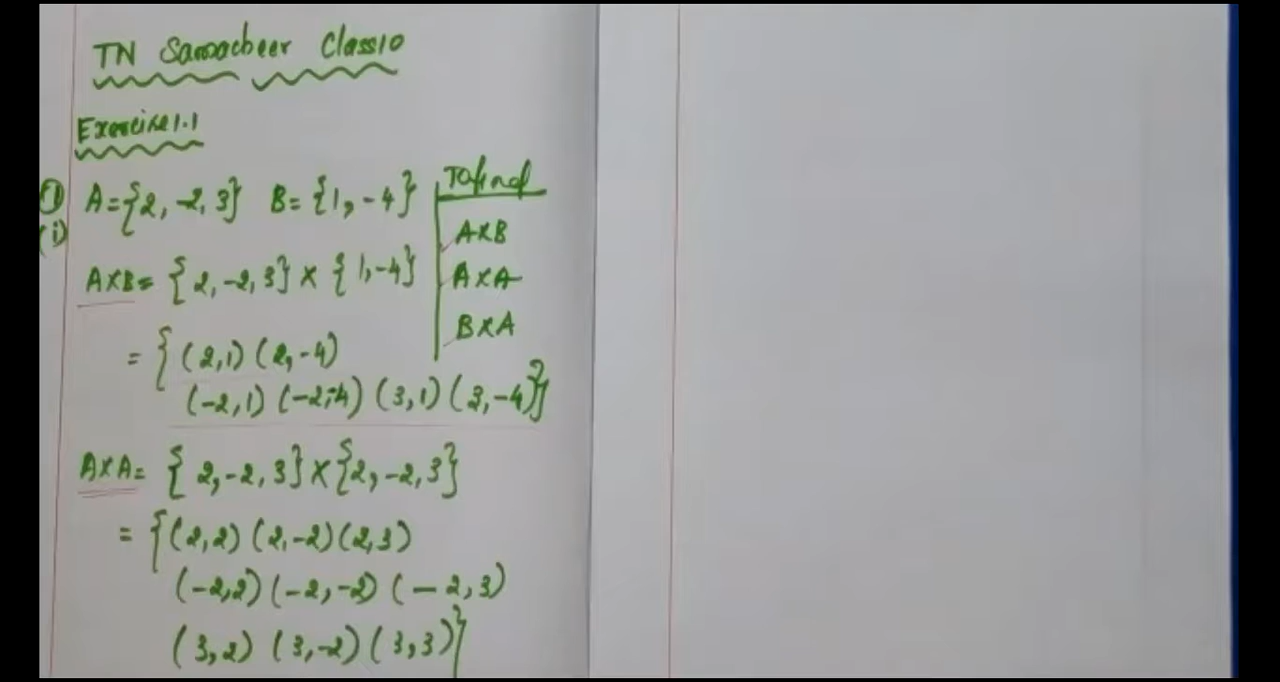 TN Samacheer Class10
Exercise 1.1
① A={2, -2, 3} B= {1, -4}
(i)
To find
A×B
A×A
B×A
A×B= {2, -2, 3} × {1, -4}
= {(2,1) (2,-4)
(-2,1) (-2,-4) (3,1) (3,-4)}
A×A= {2,-2,3}×{2,-2,3}
= {(2,2) (2,-2)(2,3)
(-2,2) (-2,-2) (-2,3)
(3,2) (3,-2) (3,3)}